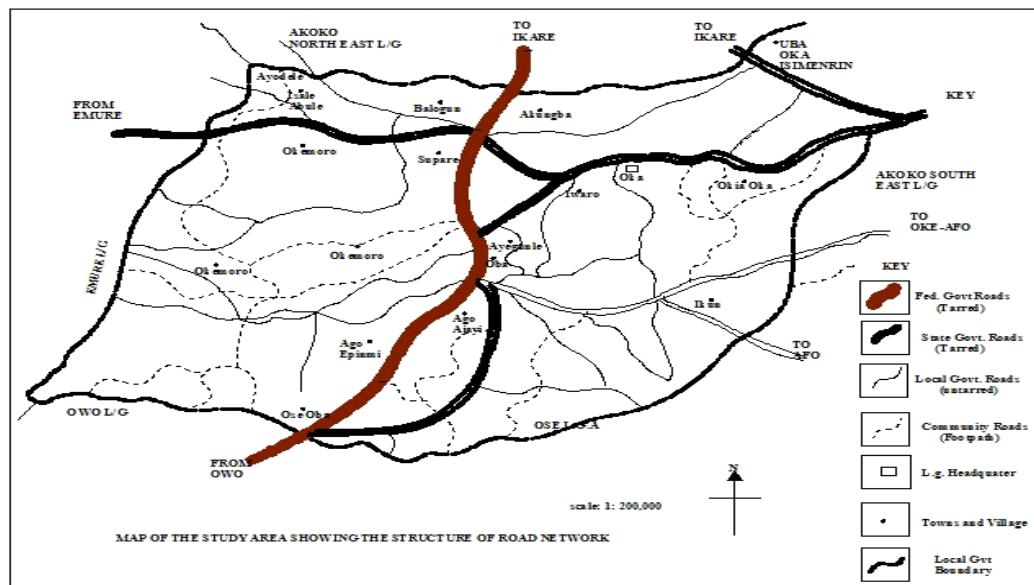 AKOKO
NORTH EAST L/G
TO
IKARE
TO
IKARE
UBA
OKA
ISIMENRIN
Ayodele
Isale
Abule
FROM
EMURE
Balogun
Akungba
KEY
Okemoro
Supare
Oka
Okia Oka
AKOKO SOUTH
EAST L/G
Iwaro
TO
OKE-AFO
Ayegunle
Oba
Okemoro
Okemoro
EMURE L/G
KEY
Ikun
Fed. Govt Roads
(Tarred)
Ago
Ajayi
Ago
Epinmi
TO
AFO
State Govt. Roads
(Tarred)
Local Govt. Roads
(untarred)
OWO L/G
Ose Oba
OSE L.G.A
Community Roads
(Footpath)
FROM
OWO
N
L.g. Headquater
scale: 1: 200,000
Towns and Village
MAP OF THE STUDY AREA SHOWING THE STRUCTURE OF ROAD NETWORK
Local Gvt
Boundary